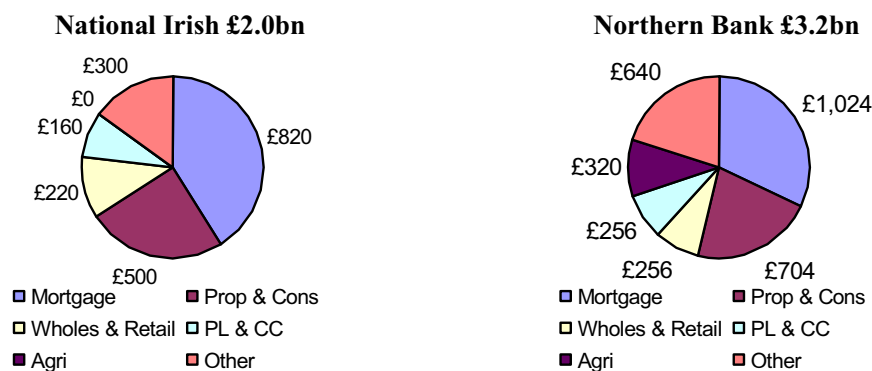 National Irish £2.0bn
£300
£0
£160
£220
£500
£820
Mortgage Prop & Cons
Wholes & Retail PL & CC
Agri Other
Northern Bank £3.2bn
£640
£1,024
£320
£256
£256
£704
Mortgage Prop & Cons
Wholes & Retail PL & CC
Agri Other